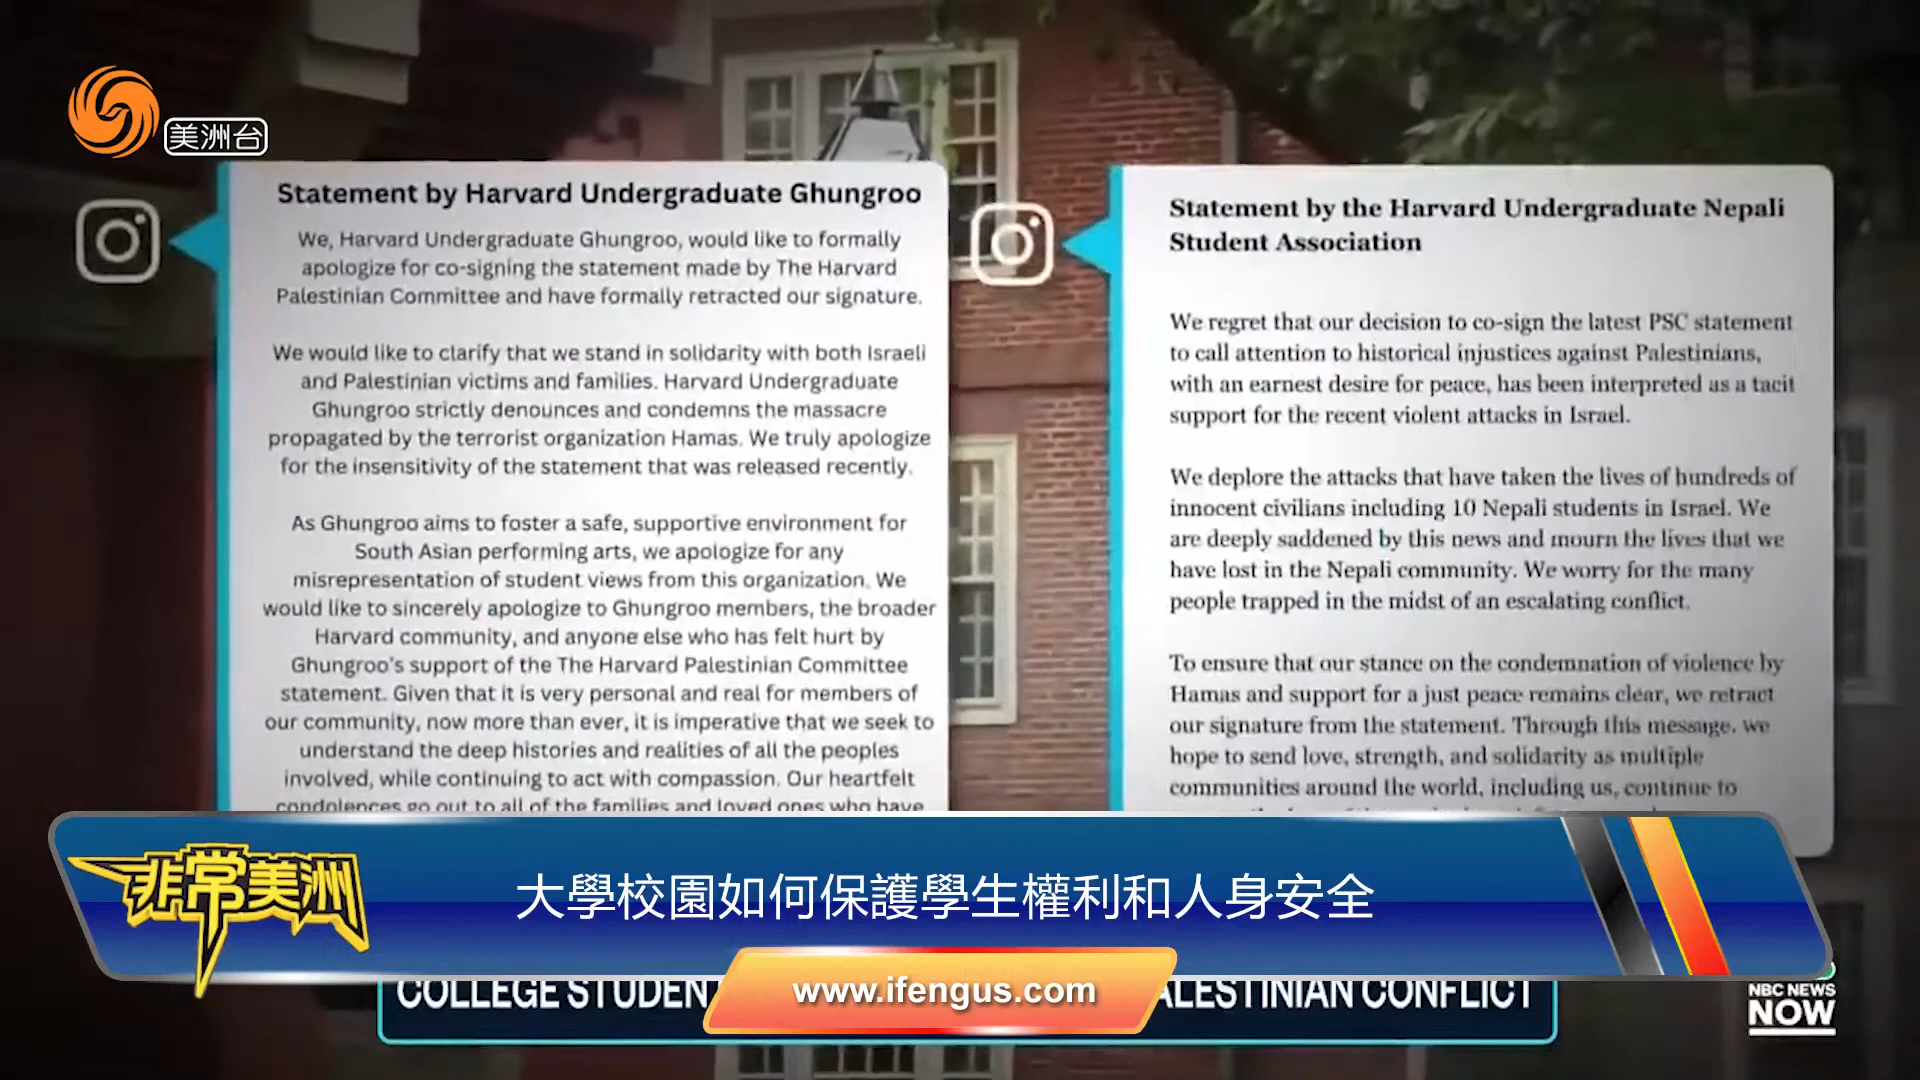 美洲台
Statement by Harvard Undergraduate Ghungroo
We, Harvard Undergraduate Ghungroo, would like to formally
apologize for co-signing the statement made by The Harvard
Palestinian Committee and have formally retracted our signature.
We would like to clarify that we stand in solidarity with both Israeli
and Palestinian victims and families. Harvard Undergraduate
Ghungroo strictly denounces and condemns the massacre
propagated by the terrorist organization Hamas. We truly apologize
for the insensitivity of the statement that was released recently.
As Ghungroo aims to foster a safe, supportive environment for
South Asian performing arts, we apologize for any
misrepresentation of student views from this organization. We
would like to sincerely apologize to Ghungroo members, the broader
Harvard community, and anyone else who has felt hurt by
Ghungroo's support of the The Harvard Palestinian Committee
statement. Given that it is very personal and real for members of
our community, now more than ever, it is imperative that we seek to
understand the deep histories and realities of all the peoples
involved, while continuing to act with compassion. Our heartfelt
condolences go out to all of the families and loved ones who have
Statement by the Harvard Undergraduate Nepali
Student Association
We regret that our decision to co-sign the latest PSC statement
to call attention to historical injustices against Palestinians,
with an earnest desire for peace, has been interpreted as a tacit
support for the recent violent attacks in Israel.
We deplore the attacks that have taken the lives of hundreds of
innocent civilians including 10 Nepali students in Israel. We
are deeply saddened by this news and mourn the lives that we
have lost in the Nepali community. We worry for the many
people trapped in the midst of an escalating conflict.
To ensure that our stance on the condemnation of violence by
Hamas and support for a just peace remains clear, we retract
our signature from the statement. Through this message, we
hope to send love, strength, and solidarity as multiple
communities around the world, including us, continue to
非常美洲
大學校園如何保護學生權利和人身安全
www.ifengus.com
COLLEGE STUDEN ALESTINIAN CONFLICT
NBC NEWS
NOW